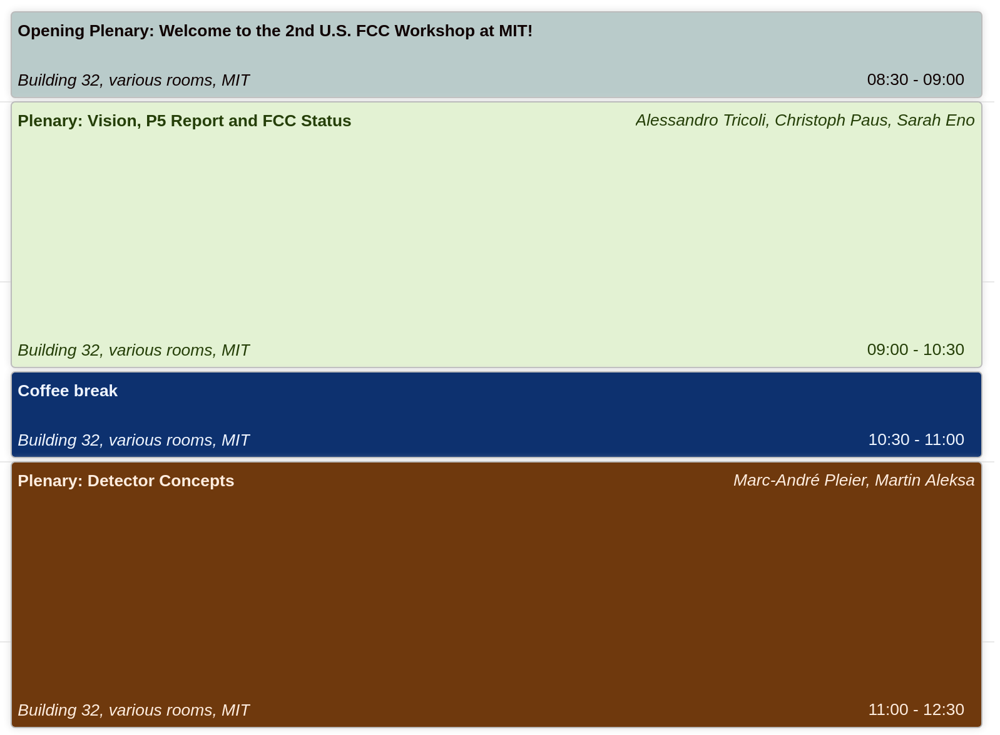 Opening Plenary: Welcome to the 2nd U.S. FCC Workshop at MIT!
Building 32, various rooms, MIT 08:30 - 09:00
Plenary: Vision, P5 Report and FCC Status Alessandro Tricoli, Christoph Paus, Sarah Eno
Building 32, various rooms, MIT 09:00 - 10:30
Coffee break
Building 32, various rooms, MIT 10:30 - 11:00
Plenary: Detector Concepts Marc-André Pleier, Martin Aleksa
Building 32, various rooms, MIT 11:00 - 12:30